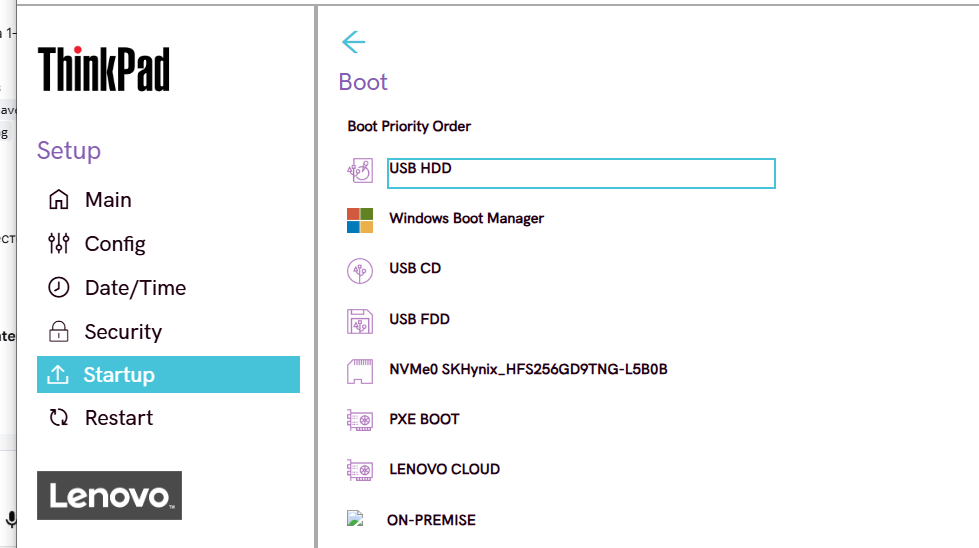 ThinkPad
Setup
Main
Config
Date/Time
Security
Startup
Restart
Lenovo
Boot
Boot Priority Order
USB HDD
Windows Boot Manager
USB CD
USB FDD
NVMe0 SKHynix_HFS256GD9TNG-L5B0B
PXE BOOT
LENOVO CLOUD
ON-PREMISE